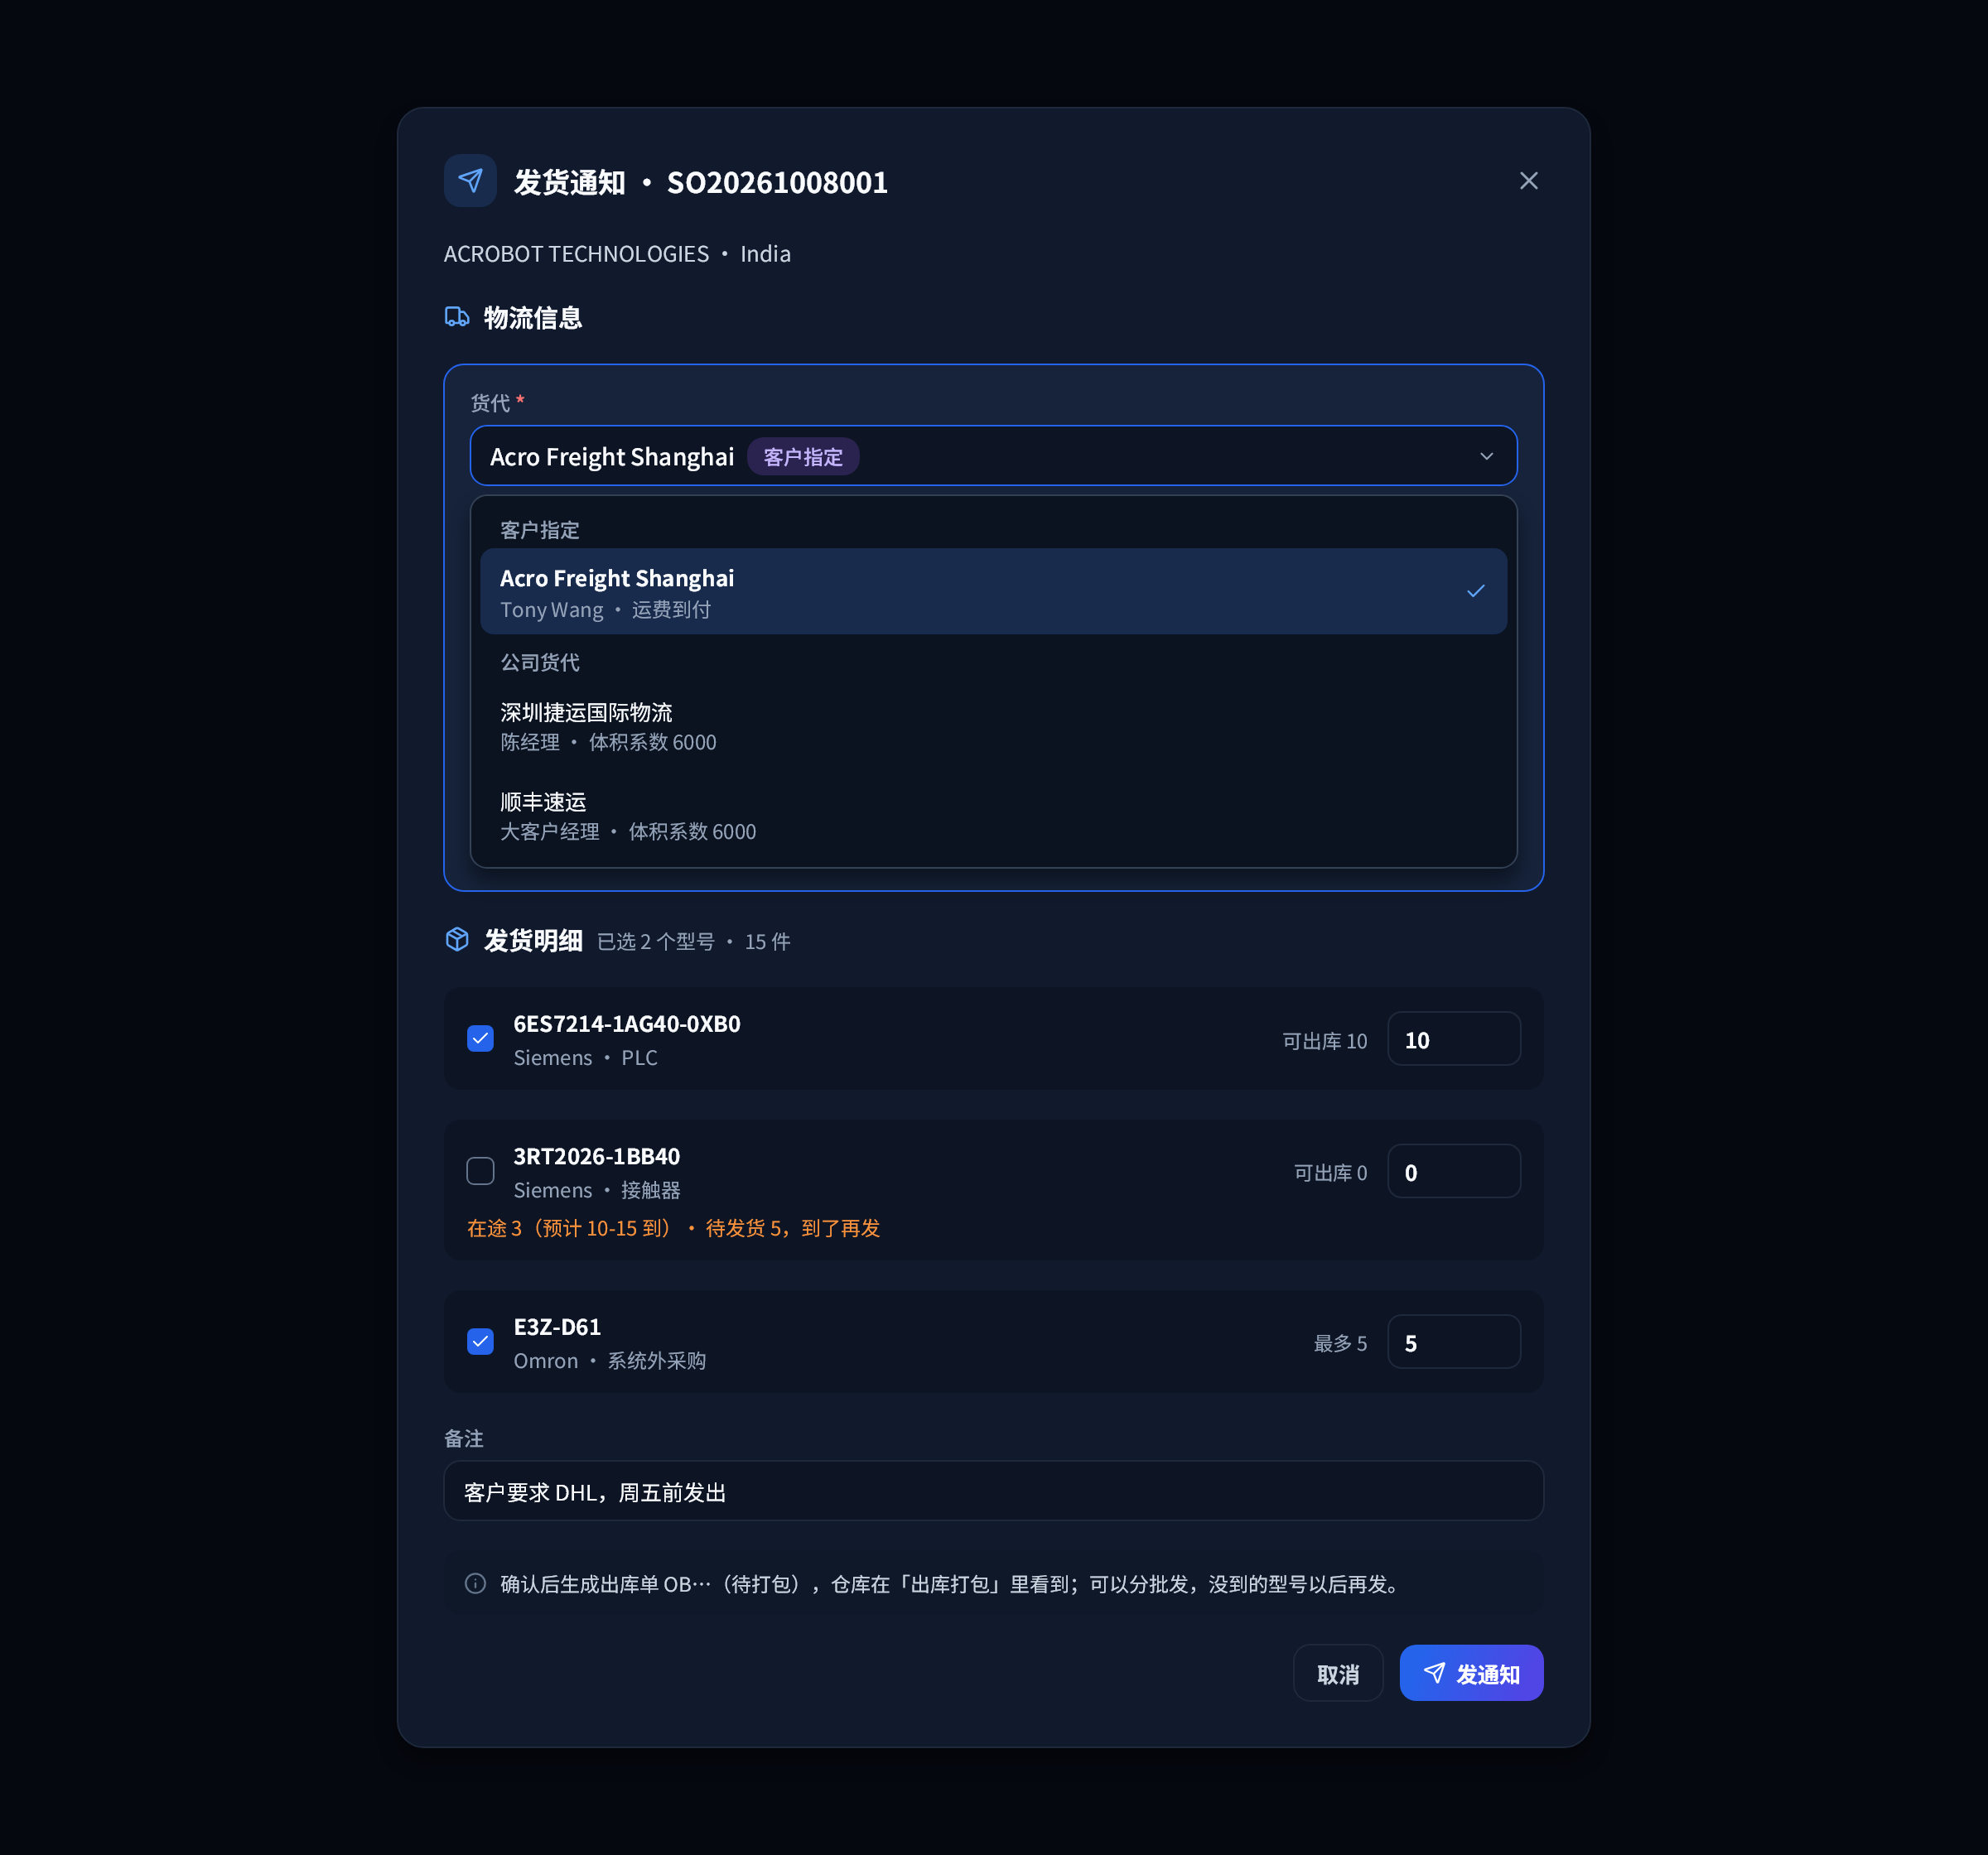 发货通知 • SO20261008001
ACROBOT TECHNOLOGIES • India
物流信息
货代 *
Acro Freight Shanghai 客户指定
客户指定
Acro Freight Shanghai
Tony Wang • 运费到付
公司货代
深圳捷运国际物流
陈经理 • 体积系数 6000
顺丰速运
大客户经理 • 体积系数 6000
发货明细 已选 2 个型号 • 15 件
6ES7214-1AG40-0XB0
Siemens • PLC
可出库 10 10
3RT2026-1BB40
Siemens • 接触器
可出库 0 0
在途 3（预计 10-15 到） • 待发货 5，到了再发
E3Z-D61
Omron • 系统外采购
最多 5 5
备注
客户要求 DHL，周五前发出
确认后生成出库单 OB…（待打包），仓库在「出库打包」里看到；可以分批发，没到的型号以后再发。
取消 发通知